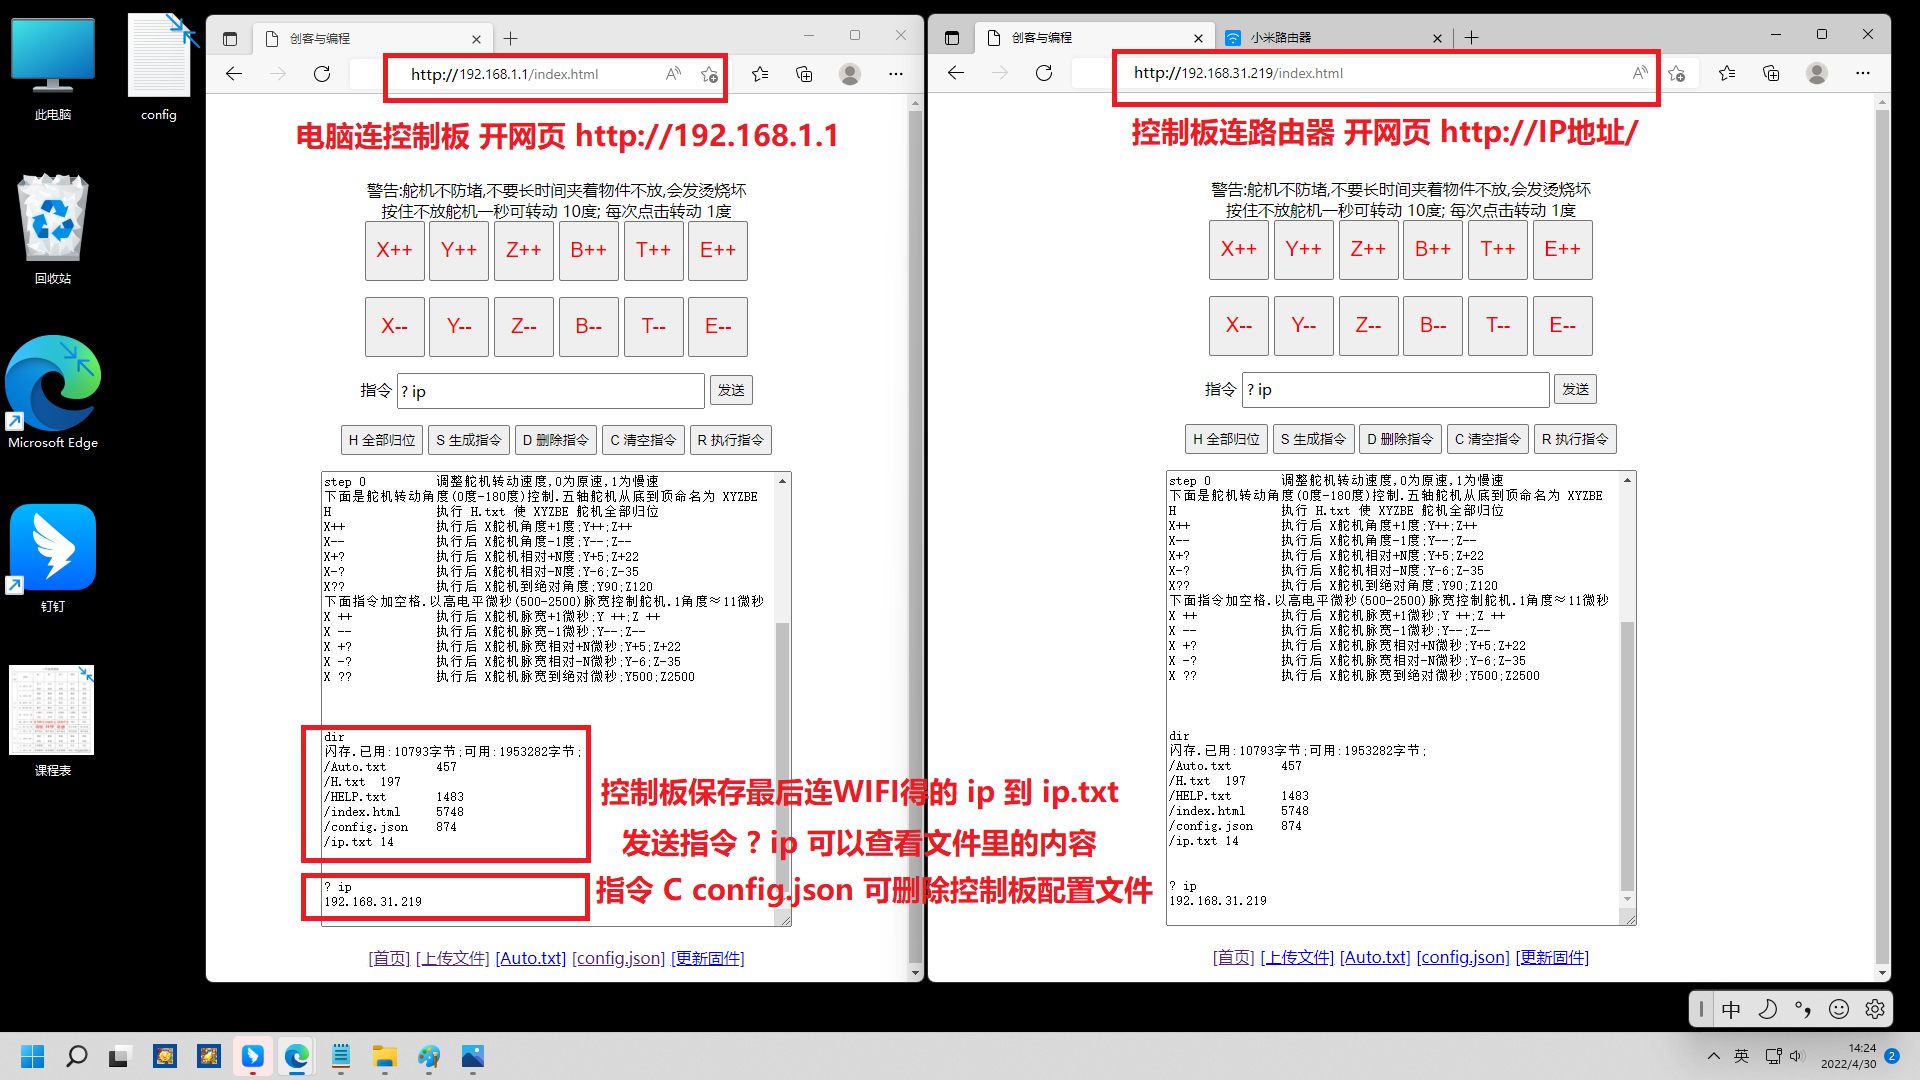 此电脑
config
回收站
Microsoft Edge
钉钉
课程表
创客与编程
http://192.168.1.1/index.html
电脑连控制板 开网页 http://192.168.1.1
警告:舵机不防堵,不要长时间夹着物件不放,会发烫烧坏
按住不放舵机一秒可转动 10度; 每次点击转动 1度
X++ Y++ Z++ B++ T++ E++
X-- Y-- Z-- B-- T-- E--
指令 ? ip 发送
H 全部归位 S 生成指令 D 删除指令 C 清空指令 R 执行指令
step 0 调整舵机转动速度,0为原速,1为慢速
下面是舵机转动角度(0度-180度)控制.五轴舵机从底到顶命名为 XYZBE
H 执行 H.txt 使 XYZBE 舵机全部归位
X++ 执行后 X舵机角度+1度;Y++;Z++
X-- 执行后 X舵机角度-1度;Y--;Z--
X+? 执行后 X舵机相对+N度;Y+5;Z+22
X-? 执行后 X舵机相对-N度;Y-6;Z-35
X?? 执行后 X舵机到绝对角度;Y90;Z120
下面指令加空格.以高电平微秒(500-2500)脉宽控制舵机.1角度≈11微秒
X ++ 执行后 X舵机脉宽+1微秒;Y ++;Z ++
X -- 执行后 X舵机脉宽-1微秒;Y--;Z--
X +? 执行后 X舵机脉宽相对+N微秒;Y+5;Z+22
X -? 执行后 X舵机脉宽相对-N微秒;Y-6;Z-35
X ?? 执行后 X舵机脉宽到绝对微秒;Y500;Z2500
dir
闪存.已用:10793字节;可用:1953282字节;
/Auto.txt 457
/H.txt 197
/HELP.txt 1483
/index.html 5748
/config.json 874
/ip.txt 14
? ip
192.168.31.219
控制板保存最后连WIFI得的 ip 到 ip.txt
发送指令 ? ip 可以查看文件里的内容
指令 C config.json 可删除控制板配置文件
[首页] [上传文件] [Auto.txt] [config.json] [更新固件]
创客与编程
小米路由器
http://192.168.31.219/index.html
控制板连路由器 开网页 http://IP地址/
警告:舵机不防堵,不要长时间夹着物件不放,会发烫烧坏
按住不放舵机一秒可转动 10度; 每次点击转动 1度
X++ Y++ Z++ B++ T++ E++
X-- Y-- Z-- B-- T-- E--
指令 ? ip 发送
H 全部归位 S 生成指令 D 删除指令 C 清空指令 R 执行指令
step 0 调整舵机转动速度,0为原速,1为慢速
下面是舵机转动角度(0度-180度)控制.五轴舵机从底到顶命名为 XYZBE
H 执行 H.txt 使 XYZBE 舵机全部归位
X++ 执行后 X舵机角度+1度;Y++;Z++
X-- 执行后 X舵机角度-1度;Y--;Z--
X+? 执行后 X舵机相对+N度;Y+5;Z+22
X-? 执行后 X舵机相对-N度;Y-6;Z-35
X?? 执行后 X舵机到绝对角度;Y90;Z120
下面指令加空格.以高电平微秒(500-2500)脉宽控制舵机.1角度≈11微秒
X ++ 执行后 X舵机脉宽+1微秒;Y ++;Z ++
X -- 执行后 X舵机脉宽-1微秒;Y--;Z--
X +? 执行后 X舵机脉宽相对+N微秒;Y+5;Z+22
X -? 执行后 X舵机脉宽相对-N微秒;Y-6;Z-35
X ?? 执行后 X舵机脉宽到绝对微秒;Y500;Z2500
dir
闪存.已用:10793字节;可用:1953282字节;
/Auto.txt 457
/H.txt 197
/HELP.txt 1483
/index.html 5748
/config.json 874
/ip.txt 14
? ip
192.168.31.219
[首页] [上传文件] [Auto.txt] [config.json] [更新固件]
中
英
14:24
2022/4/30
2